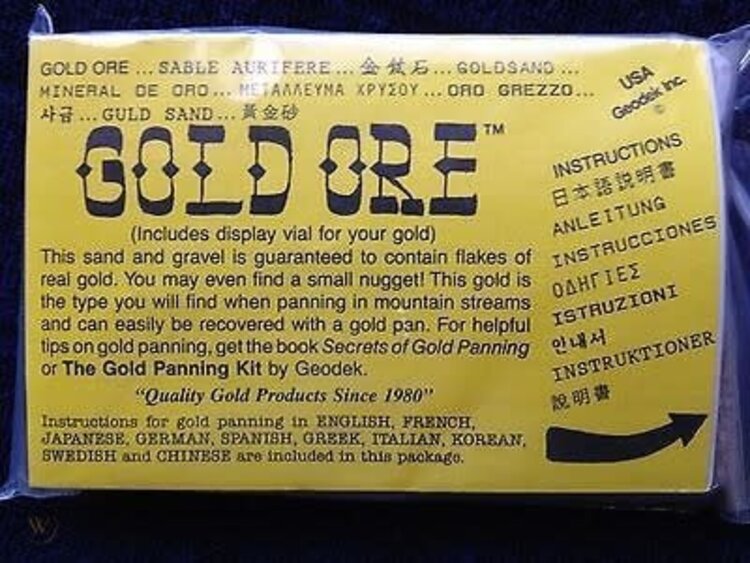 GOLD ORE ... SABLE AURIFERE ... 金鉱石 ... GOLDSAND ...
MINERAL DE ORO ... ΜΕΤΑΛΛΕΥΜΑ ΧΡΥΣΟΥ ... ORO GREZZO ...
사금 ... GULD SAND ... 黃金砂
GOLD ORE™
(Includes display vial for your gold)
This sand and gravel is guaranteed to contain flakes of
real gold. You may even find a small nugget! This gold is
the type you will find when panning in mountain streams
and can easily be recovered with a gold pan. For helpful
tips on gold panning, get the book Secrets of Gold Panning
or The Gold Panning Kit by Geodek.
"Quality Gold Products Since 1980"
Instructions for gold panning in ENGLISH, FRENCH,
JAPANESE, GERMAN, SPANISH, GREEK, ITALIAN, KOREAN,
SWEDISH and CHINESE are included in this package.
USA
Geodek Inc.
©
INSTRUCTIONS
日本語説明書
ANLEITUNG
INSTRUCCIONES
ΟΔΗΓΙΕΣ
ISTRUZIONI
안내서
INSTRUKTIONER
說明書
W